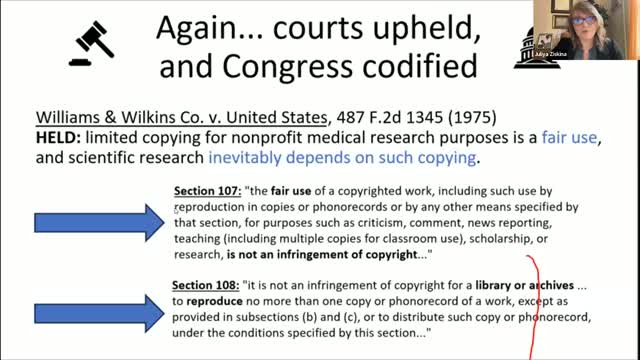 Again... courts upheld,
and Congress codified
Juliya Ziskina
Williams & Wilkins Co. v. United States, 487 F.2d 1345 (1975)
HELD: limited copying for nonprofit medical research purposes is a fair use,
and scientific research inevitably depends on such copying.
Section 107: "the fair use of a copyrighted work, including such use by
reproduction in copies or phonorecords or by any other means specified by
that section, for purposes such as criticism, comment, news reporting,
teaching (including multiple copies for classroom use), scholarship, or
research, is not an infringement of copyright..."
Section 108: "it is not an infringement of copyright for a library or archives ...
to reproduce no more than one copy or phonorecord of a work, except as
provided in subsections (b) and (c), or to distribute such copy or phonorecord,
under the conditions specified by this section..."